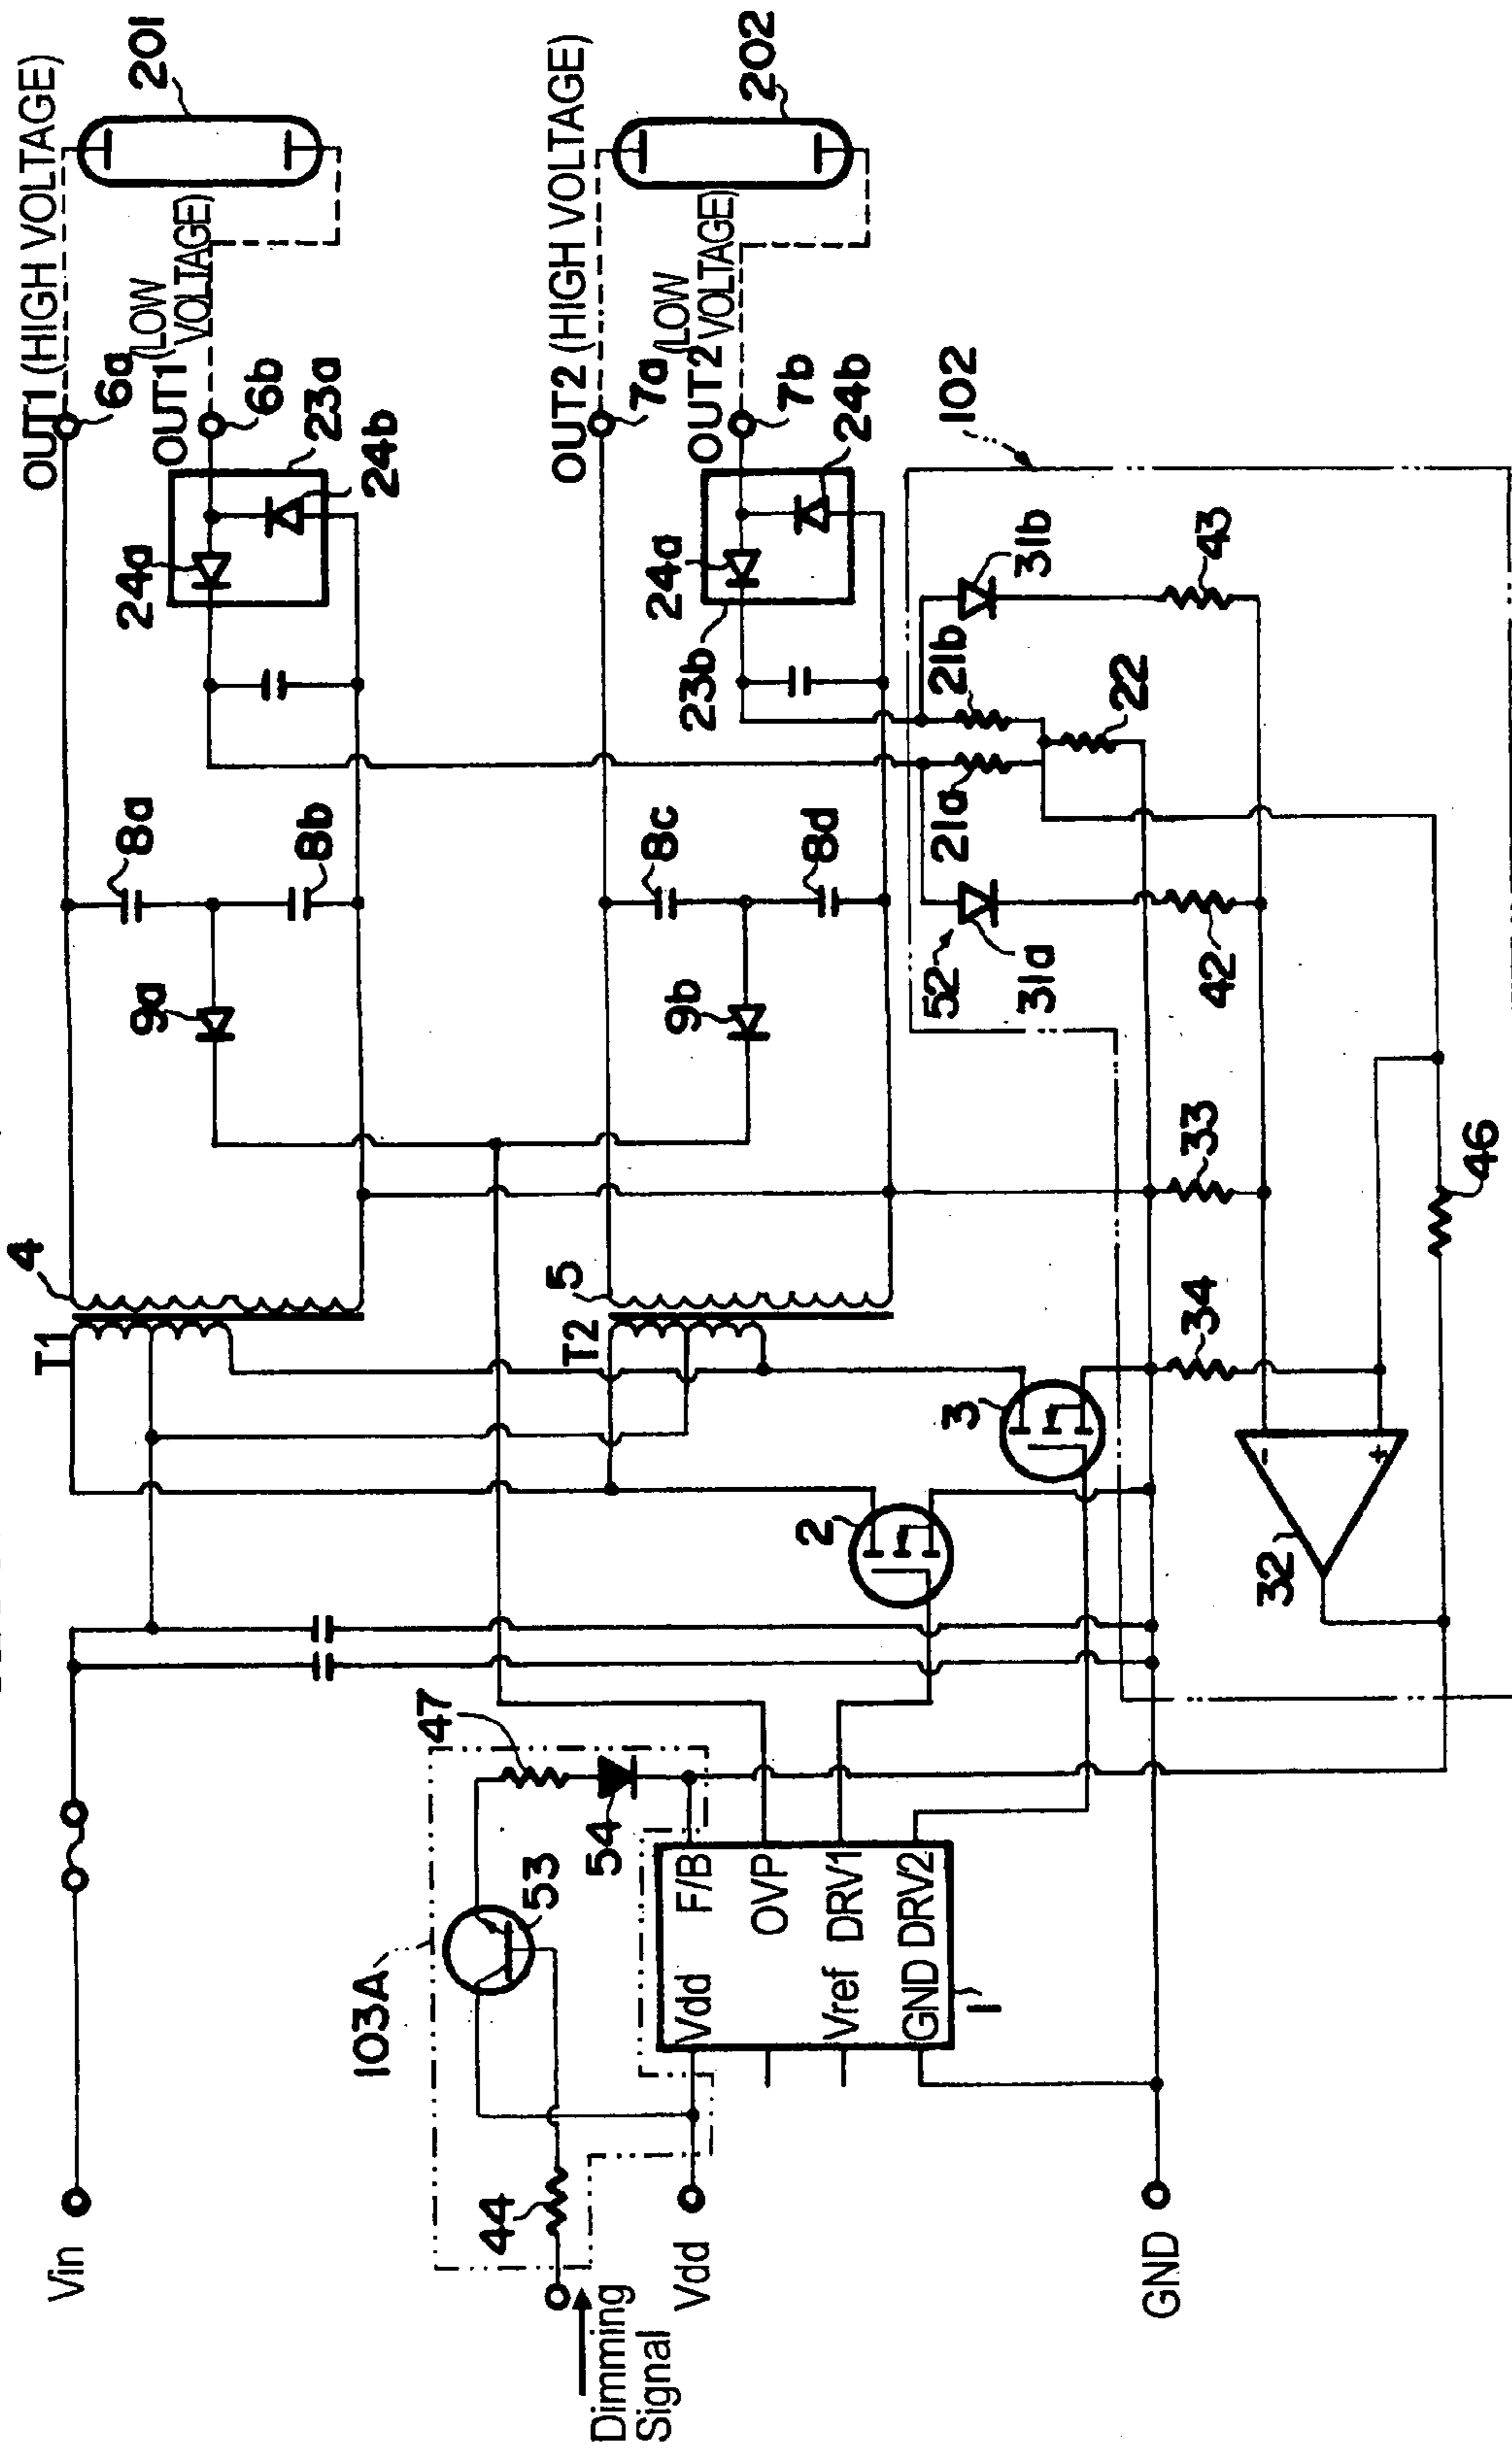 OUT1 (HIGH VOLTAGE)
201
6a
(LOW
VOLTAGE)
OUT1
6b
23a
24b
24a
OUT2 (HIGH VOLTAGE)
202
7a
(LOW
VOLTAGE)
OUT2
7b
24b
24a
23b
102
31b
43
21b
22
21a
52
31a
42
8a
8b
8c
8d
9a
9b
4
T1
5
T2
3
2
33
34
46
-
+
32
47
54
53
103A
44
F/B
OVP
DRV1
DRV2
Vdd
Vref
GND
1
Vin
Dimming
Signal
Vdd
GND